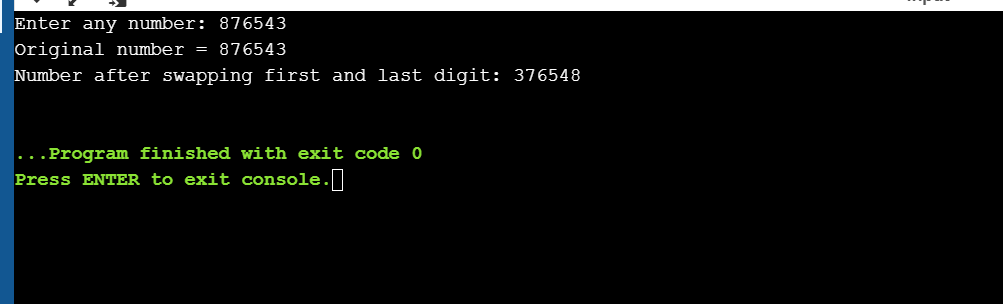 Enter any number: 876543
Original number = 876543
Number after swapping first and last digit: 376548
...Program finished with exit code 0
Press ENTER to exit console.